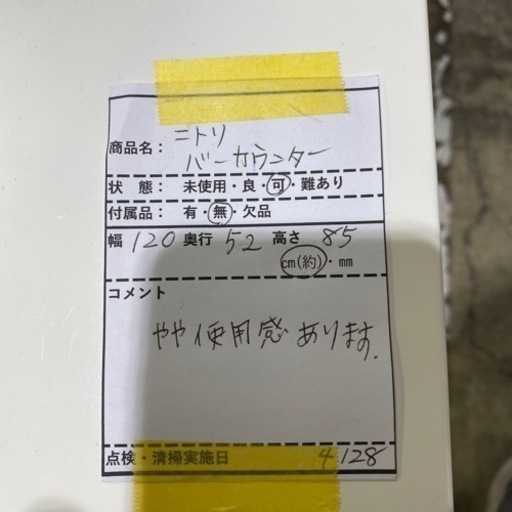 商品名： ニトリ
バーカウンター
状　態： 未使用・良・可・難あり
付属品： 有・無・欠品
幅 120 奥行 52 高さ 85
cm(約)・mm
コメント
やや使用感あります.
点検・清掃実施日 4/28